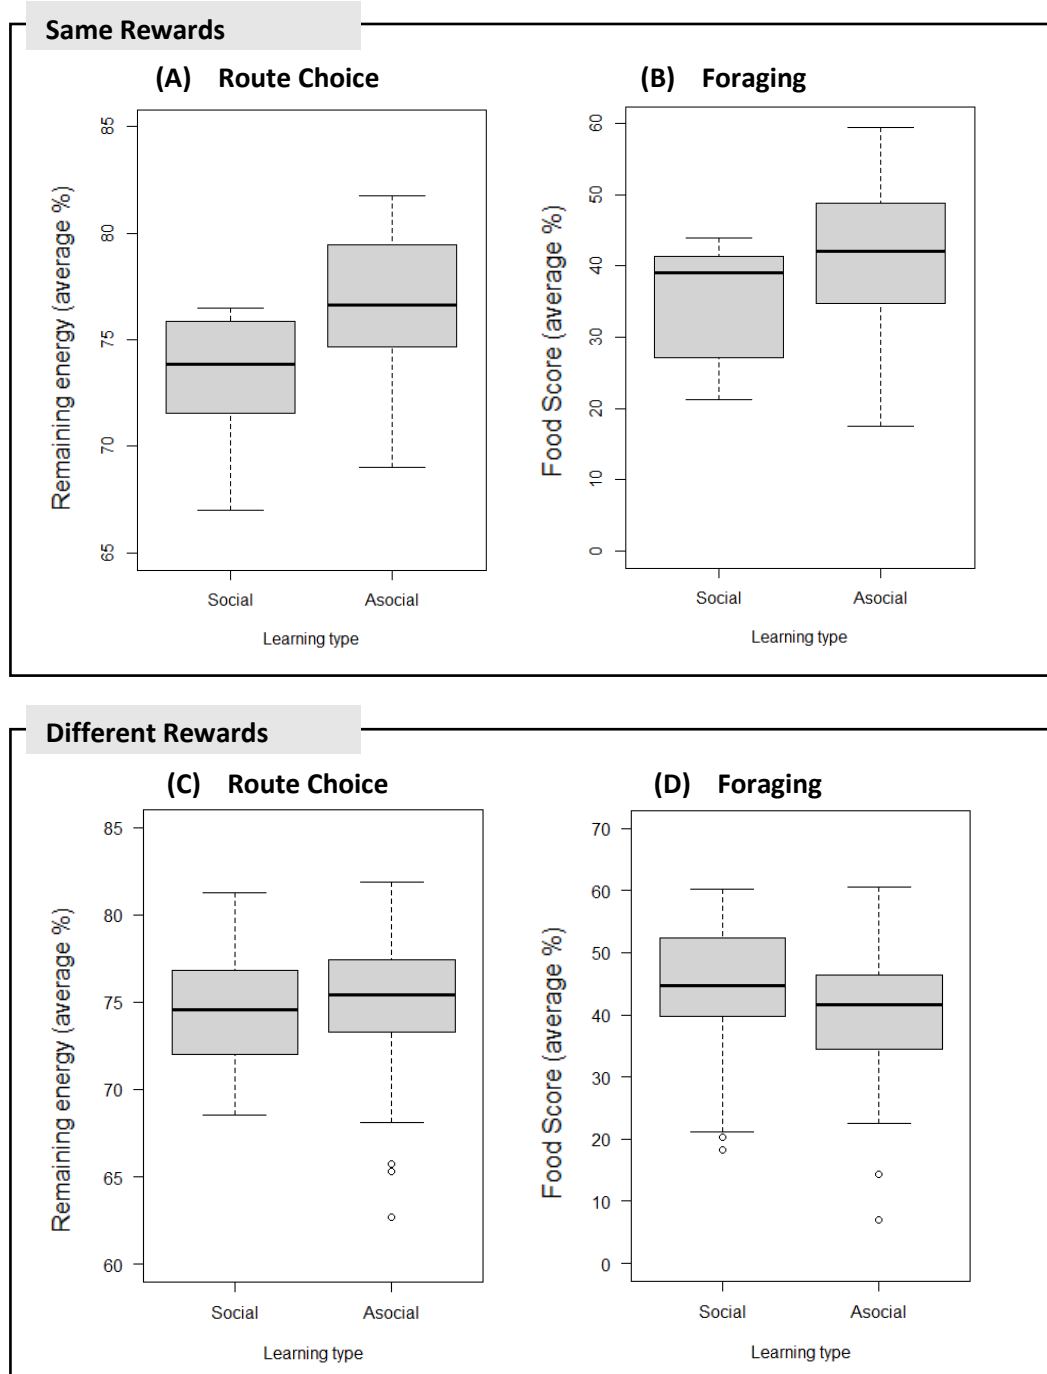 Same Rewards
(A) Route Choice
Remaining energy (average %)
85
80
75
70
65
Social Asocial
Learning type
(B) Foraging
Food Score (average %)
60
50
40
30
20
10
0
Social Asocial
Learning type
Different Rewards
(C) Route Choice
Remaining energy (average %)
85
80
75
70
65
60
Social Asocial
Learning type
(D) Foraging
Food Score (average %)
70
60
50
40
30
20
10
0
Social Asocial
Learning type